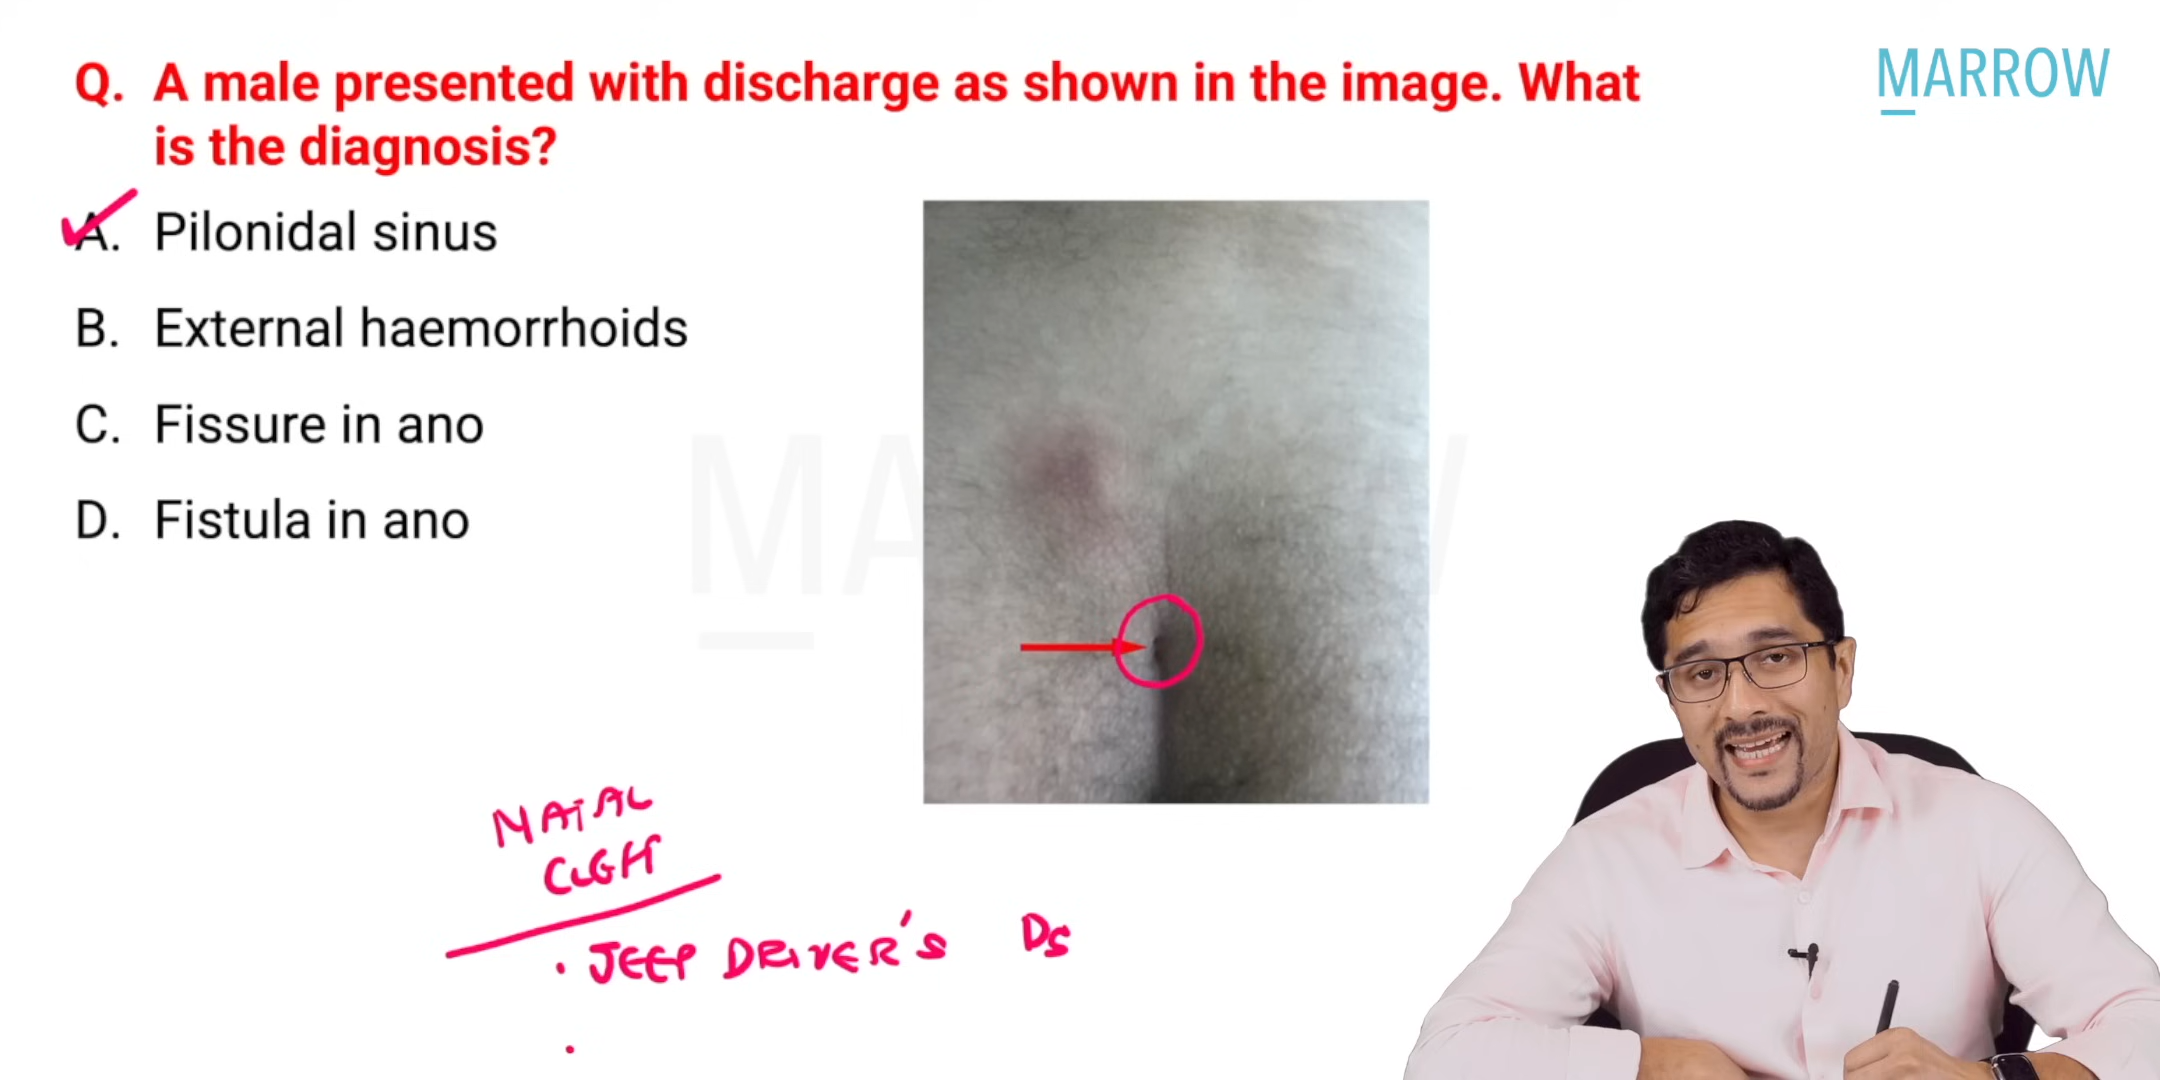 Q. A male presented with discharge as shown in the image. What
is the diagnosis?
MARROW
A. Pilonidal sinus
B. External haemorrhoids
C. Fissure in ano
D. Fistula in ano
NATAL
CLGH
. JEEP DRIVER'S DS
.